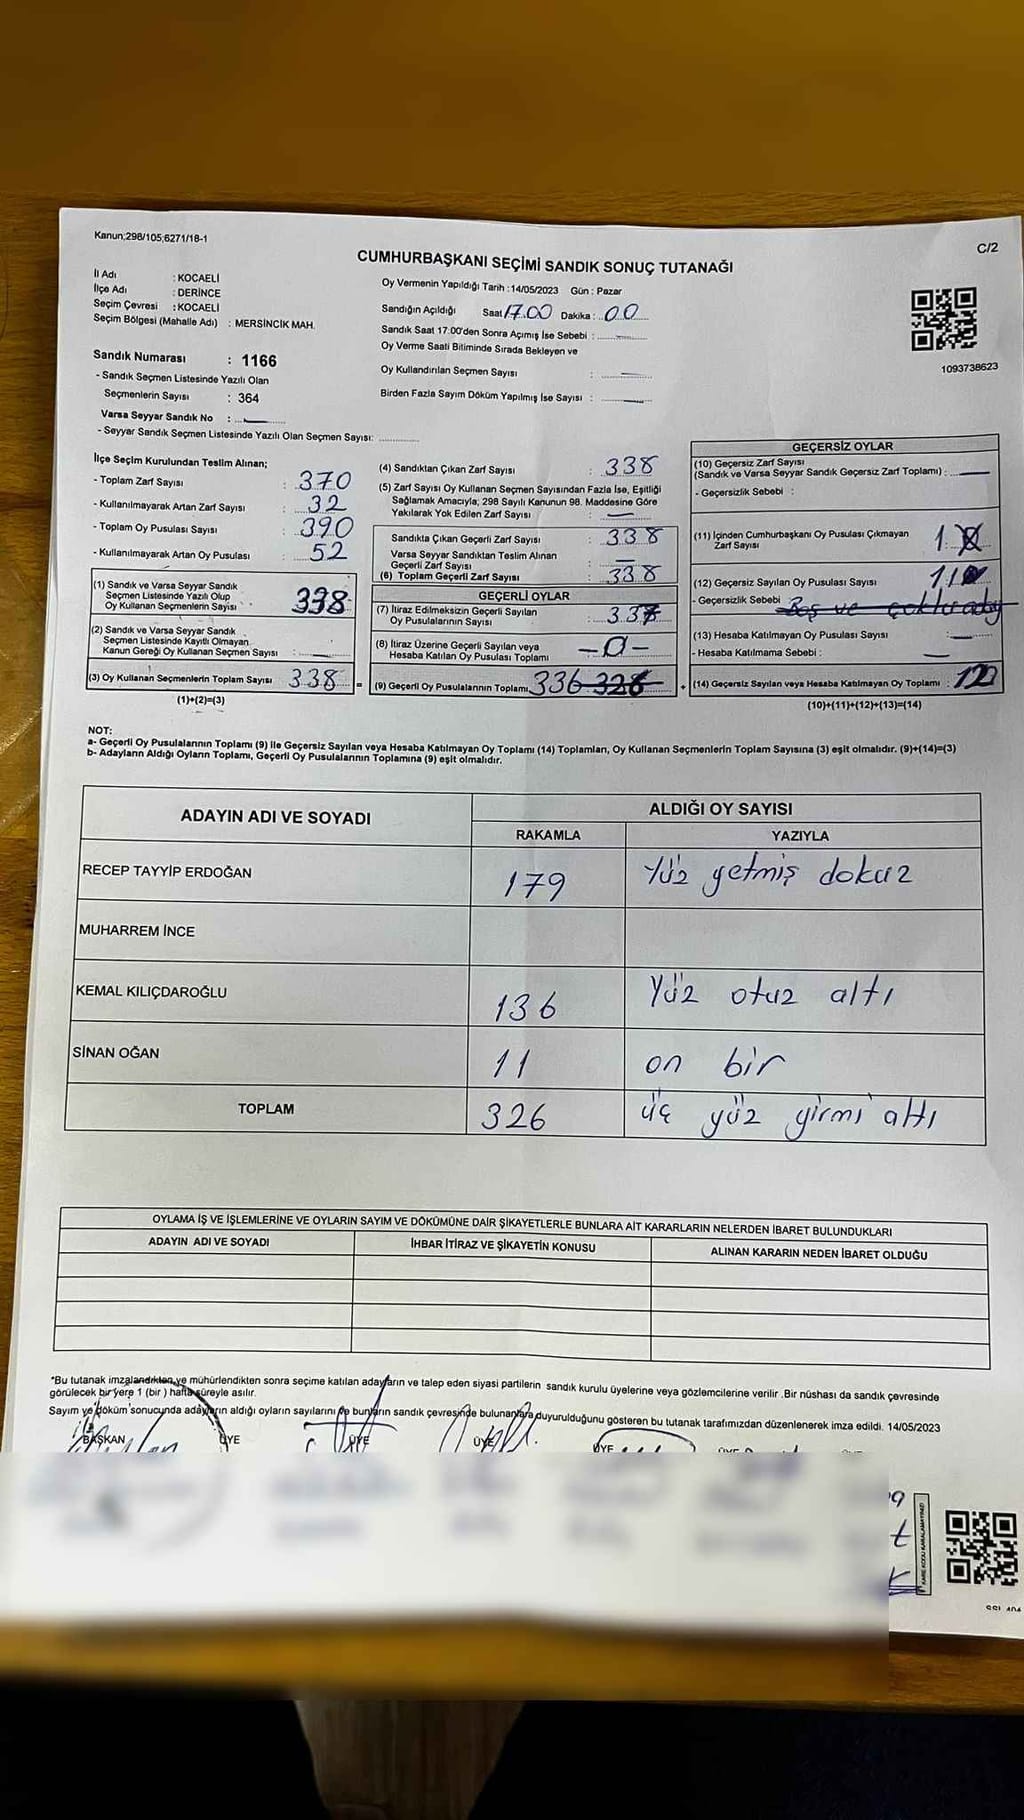 Kanun;298/105;6271/18-1
C/2
CUMHURBAŞKANI SEÇİMİ SANDIK SONUÇ TUTANAĞI
İl Adı : KOCAELİ
İlçe Adı : DERİNCE
Seçim Çevresi : KOCAELİ
Seçim Bölgesi (Mahalle Adı) : MERSİNCİK MAH.
Oy Vermenin Yapıldığı Tarih :14/05/2023 Gün : Pazar
Sandığın Açıldığı Saat 17.00 Dakika : 00
Sandık Saat 17:00'den Sonra Açımış İse Sebebi :
Oy Verme Saati Bitiminde Sırada Bekleyen ve
Oy Kullandırılan Seçmen Sayısı : —
Birden Fazla Sayım Döküm Yapılmış İse Sayısı : —
1093738623
Sandık Numarası : 1166
- Sandık Seçmen Listesinde Yazılı Olan
Seçmenlerin Sayısı : 364
Varsa Seyyar Sandık No : —
- Seyyar Sandık Seçmen Listesinde Yazılı Olan Seçmen Sayısı:
İlçe Seçim Kurulundan Teslim Alınan;
- Toplam Zarf Sayısı : 370
- Kullanılmayarak Artan Zarf Sayısı : 32
- Toplam Oy Pusulası Sayısı : 390
- Kullanılmayarak Artan Oy Pusulası : 52
(1) Sandık ve Varsa Seyyar Sandık
Seçmen Listesinde Yazılı Olup
Oy Kullanan Seçmenlerin Sayısı : 338
(2) Sandık ve Varsa Seyyar Sandık
Seçmen Listesinde Kayıtlı Olmayan
Kanun Gereği Oy Kullanan Seçmen Sayısı : —
(3) Oy Kullanan Seçmenlerin Toplam Sayısı 338
(1)+(2)=(3)
(4) Sandıktan Çıkan Zarf Sayısı : 338
(5) Zarf Sayısı Oy Kullanan Seçmen Sayısından Fazla İse, Eşitliği
Sağlamak Amacıyla; 298 Sayılı Kanunun 98. Maddesine Göre
Yakılarak Yok Edilen Zarf Sayısı : —
Sandıkta Çıkan Geçerli Zarf Sayısı : 338
Varsa Seyyar Sandıktan Teslim Alınan
Geçerli Zarf Sayısı : —
(6) Toplam Geçerli Zarf Sayısı : 338
GEÇERLİ OYLAR
(7) İtiraz Edilmeksizin Geçerli Sayılan
Oy Pusulalarının Sayısı : 337
(8) İtiraz Üzerine Geçerli Sayılan veya
Hesaba Katılan Oy Pusulası Toplamı -0-
(9) Geçerli Oy Pusulalarının Toplamı 336 326
GEÇERSİZ OYLAR
(10) Geçersiz Zarf Sayısı
(Sandık ve Varsa Seyyar Sandık Geçersiz Zarf Toplamı) : —
- Geçersizlik Sebebi :
(11) İçinden Cumhurbaşkanı Oy Pusulası Çıkmayan
Zarf Sayısı : 1
(12) Geçersiz Sayılan Oy Pusulası Sayısı : 11
- Geçersizlik Sebebi Boş ve
(13) Hesaba Katılmayan Oy Pusulası Sayısı : —
- Hesaba Katılmama Sebebi : —
(14) Geçersiz Sayılan veya Hesaba Katılmayan Oy Toplamı : 12
(10)+(11)+(12)+(13)=(14)
NOT:
a- Geçerli Oy Pusulalarının Toplamı (9) ile Geçersiz Sayılan veya Hesaba Katılmayan Oy Toplamı (14) Toplamları, Oy Kullanan Seçmenlerin Toplam Sayısına (3) eşit olmalıdır. (9)+(14)=(3)
b- Adayların Aldığı Oyların Toplamı, Geçerli Oy Pusulalarının Toplamına (9) eşit olmalıdır.
ADAYIN ADI VE SOYADI
ALDIĞI OY SAYISI
RAKAMLA YAZIYLA
RECEP TAYYİP ERDOĞAN 179 Yüz yetmiş dokuz
MUHARREM İNCE
KEMAL KILIÇDAROĞLU 136 Yüz otuz altı
SİNAN OĞAN 11 on bir
TOPLAM 326 üç yüz yirmi altı
OYLAMA İŞ VE İŞLEMLERİNE VE OYLARIN SAYIM VE DÖKÜMÜNE DAİR ŞİKAYETLERLE BUNLARA AİT KARARLARIN NELERDEN İBARET BULUNDUKLARI
ADAYIN ADI VE SOYADI İHBAR İTİRAZ VE ŞİKAYETİN KONUSU ALINAN KARARIN NEDEN İBARET OLDUĞU
*Bu tutanak imzalandıktan ve mühürlendikten sonra seçime katılan adayların ve talep eden siyasi partilerin sandık kurulu üyelerine veya gözlemcilerine verilir .Bir nüshası da sandık çevresinde
görülecek bir yere 1 (bir ) hafta süreyle asılır.
Sayım ve döküm sonucunda adayların aldığı oyların sayılarını ve bunların sandık çevresinde bulunanlara duyurulduğunu gösteren bu tutanak tarafımızdan düzenlenerek imza edildi. 14/05/2023
BAŞKAN ÜYE ÜYE ÜYE ÜYE